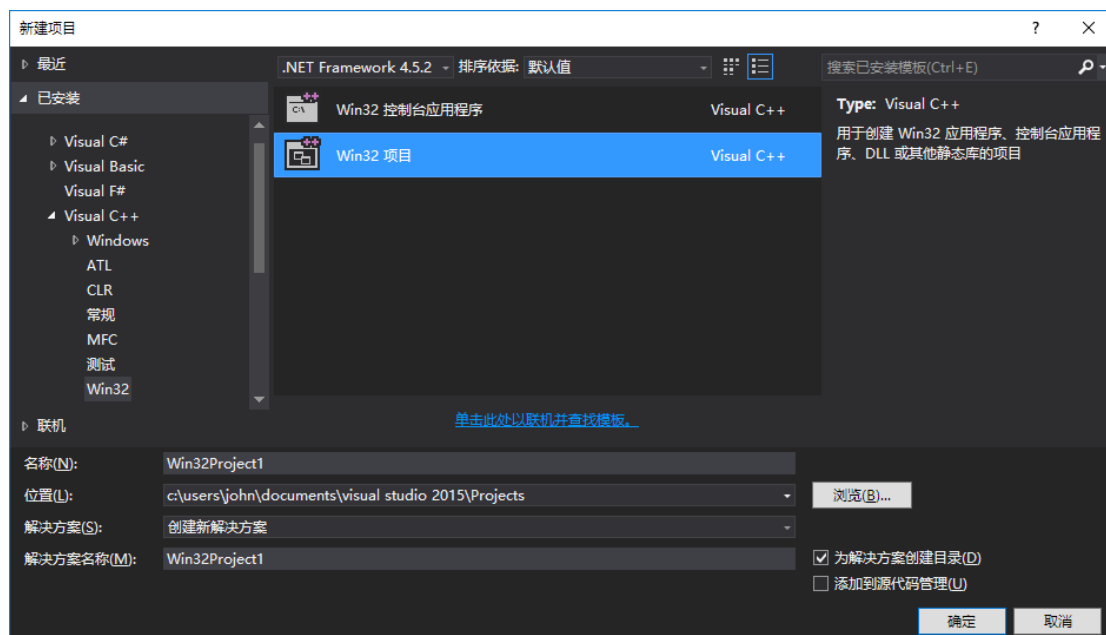 新建项目
?
最近
.NET Framework 4.5.2 排序依据: 默认值
搜索已安装模板(Ctrl+E)
已安装
Visual C#
Visual Basic
Visual F#
Visual C++
Windows
ATL
CLR
常规
MFC
测试
Win32
联机
Win32 控制台应用程序 Visual C++
Win32 项目 Visual C++
单击此处以联机并查找模板。
Type: Visual C++
用于创建 Win32 应用程序、控制台应用程
序、DLL 或其他静态库的项目
名称(N): Win32Project1
位置(L): c:\users\john\documents\visual studio 2015\Projects 浏览(B)...
解决方案(S): 创建新解决方案
解决方案名称(M): Win32Project1
为解决方案创建目录(D)
添加到源代码管理(U)
确定 取消